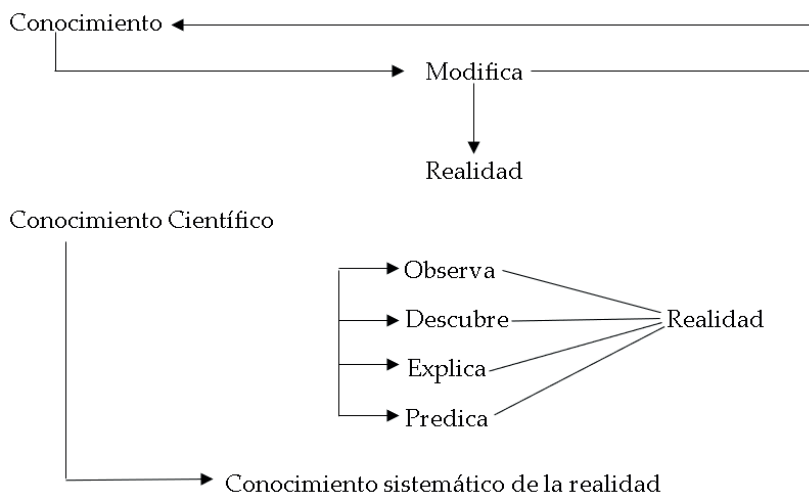 Conocimiento
Modifica
Realidad
Conocimiento Científico
Observa
Descubre
Realidad
Explica
Predica
Conocimiento sistemático de la realidad